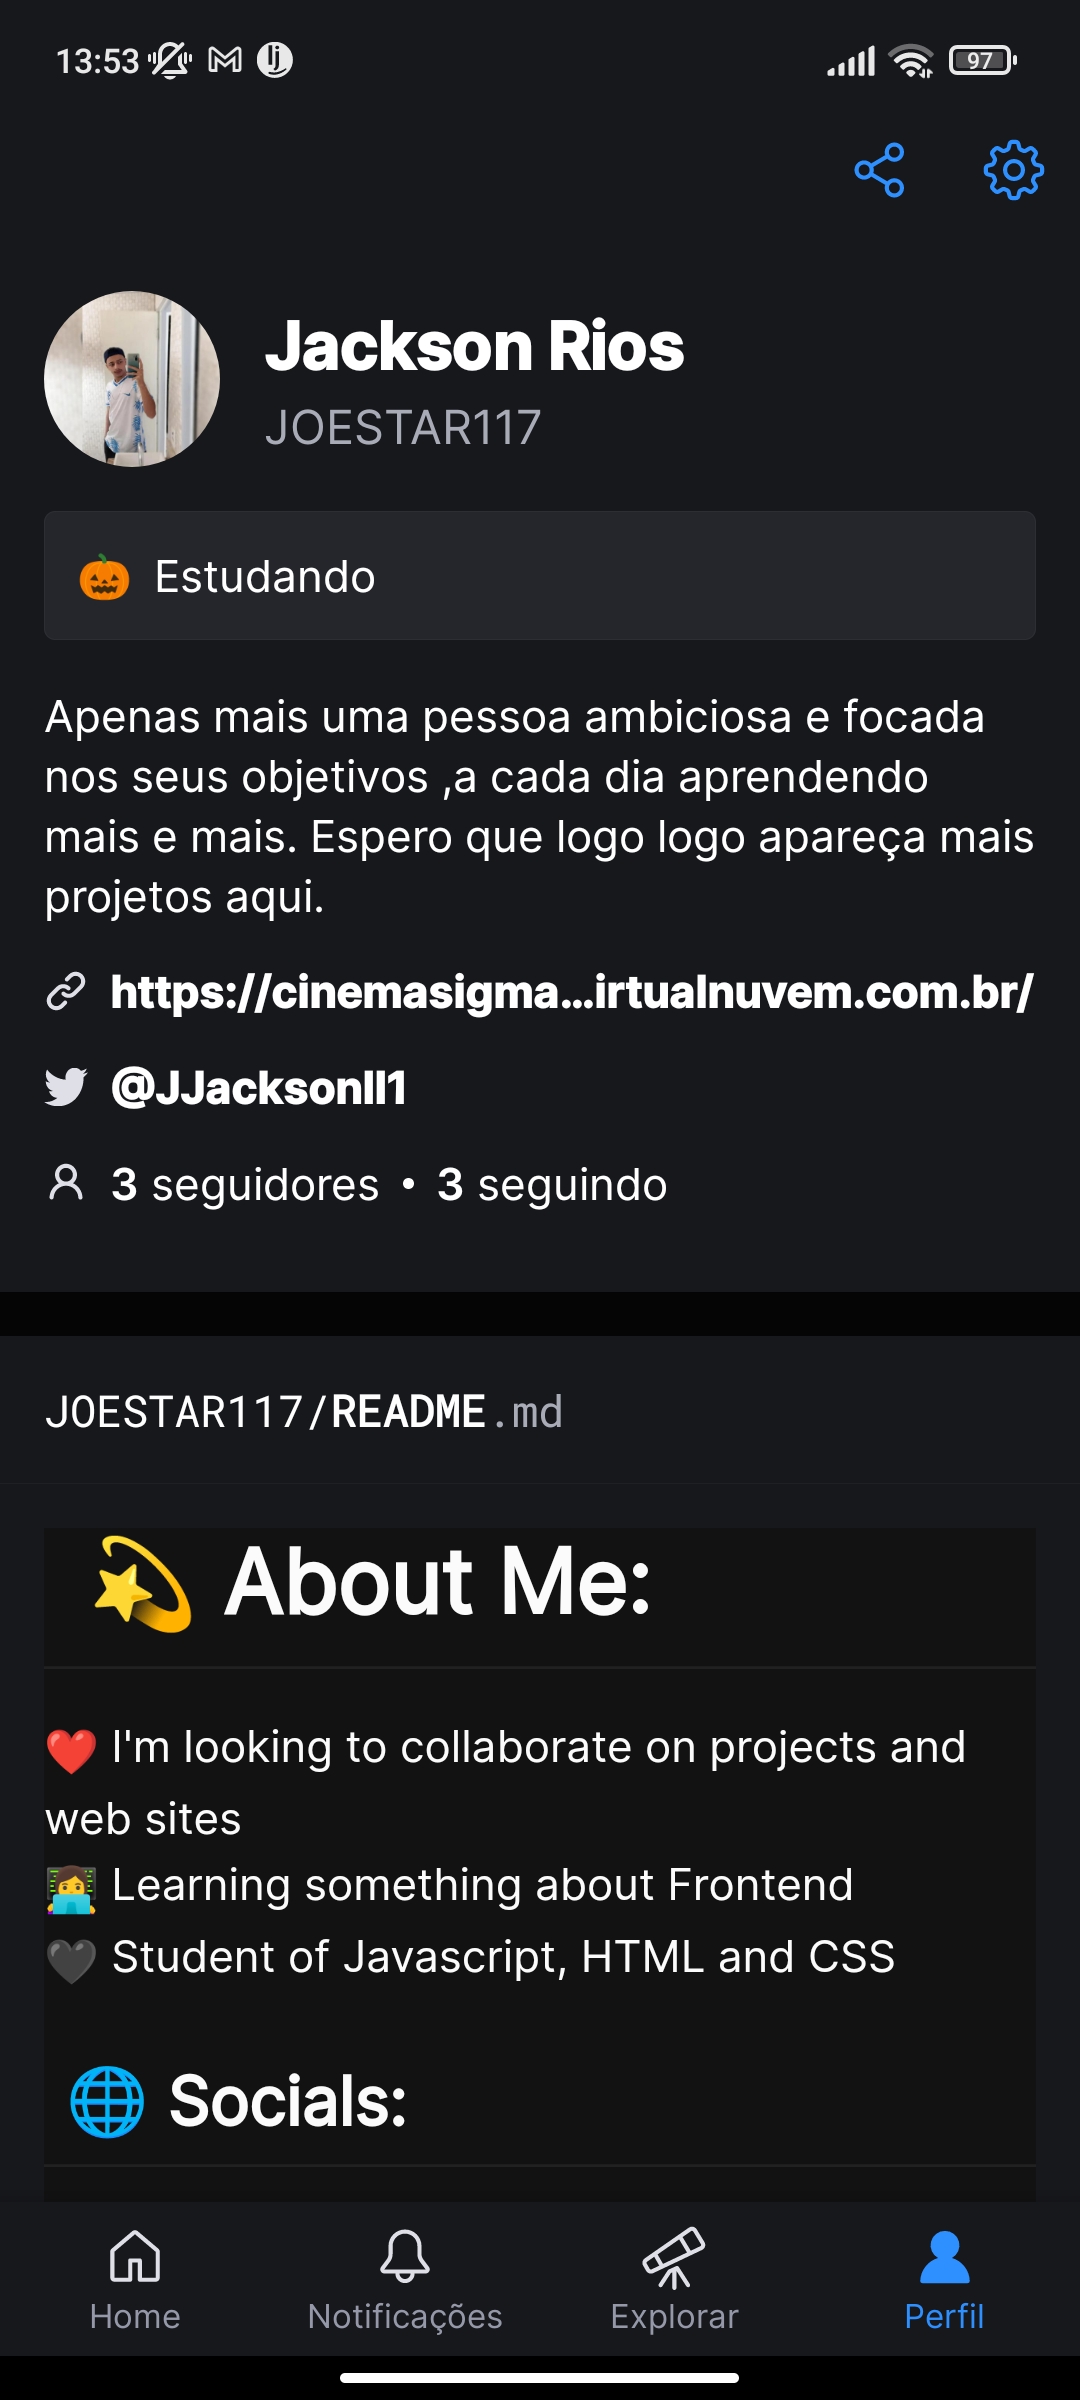 13:53
97
Jackson Rios
JOESTAR117
🎃 Estudando
Apenas mais uma pessoa ambiciosa e focada
nos seus objetivos ,a cada dia aprendendo
mais e mais. Espero que logo logo apareça mais
projetos aqui.
https://cinemasigma...irtualnuvem.com.br/
@JJacksonll1
3 seguidores • 3 seguindo
JOESTAR117/README.md
💫 About Me:
❤️ I'm looking to collaborate on projects and
web sites
👩‍💻 Learning something about Frontend
🖤 Student of Javascript, HTML and CSS
🌐 Socials:
Home
Notificações
Explorar
Perfil